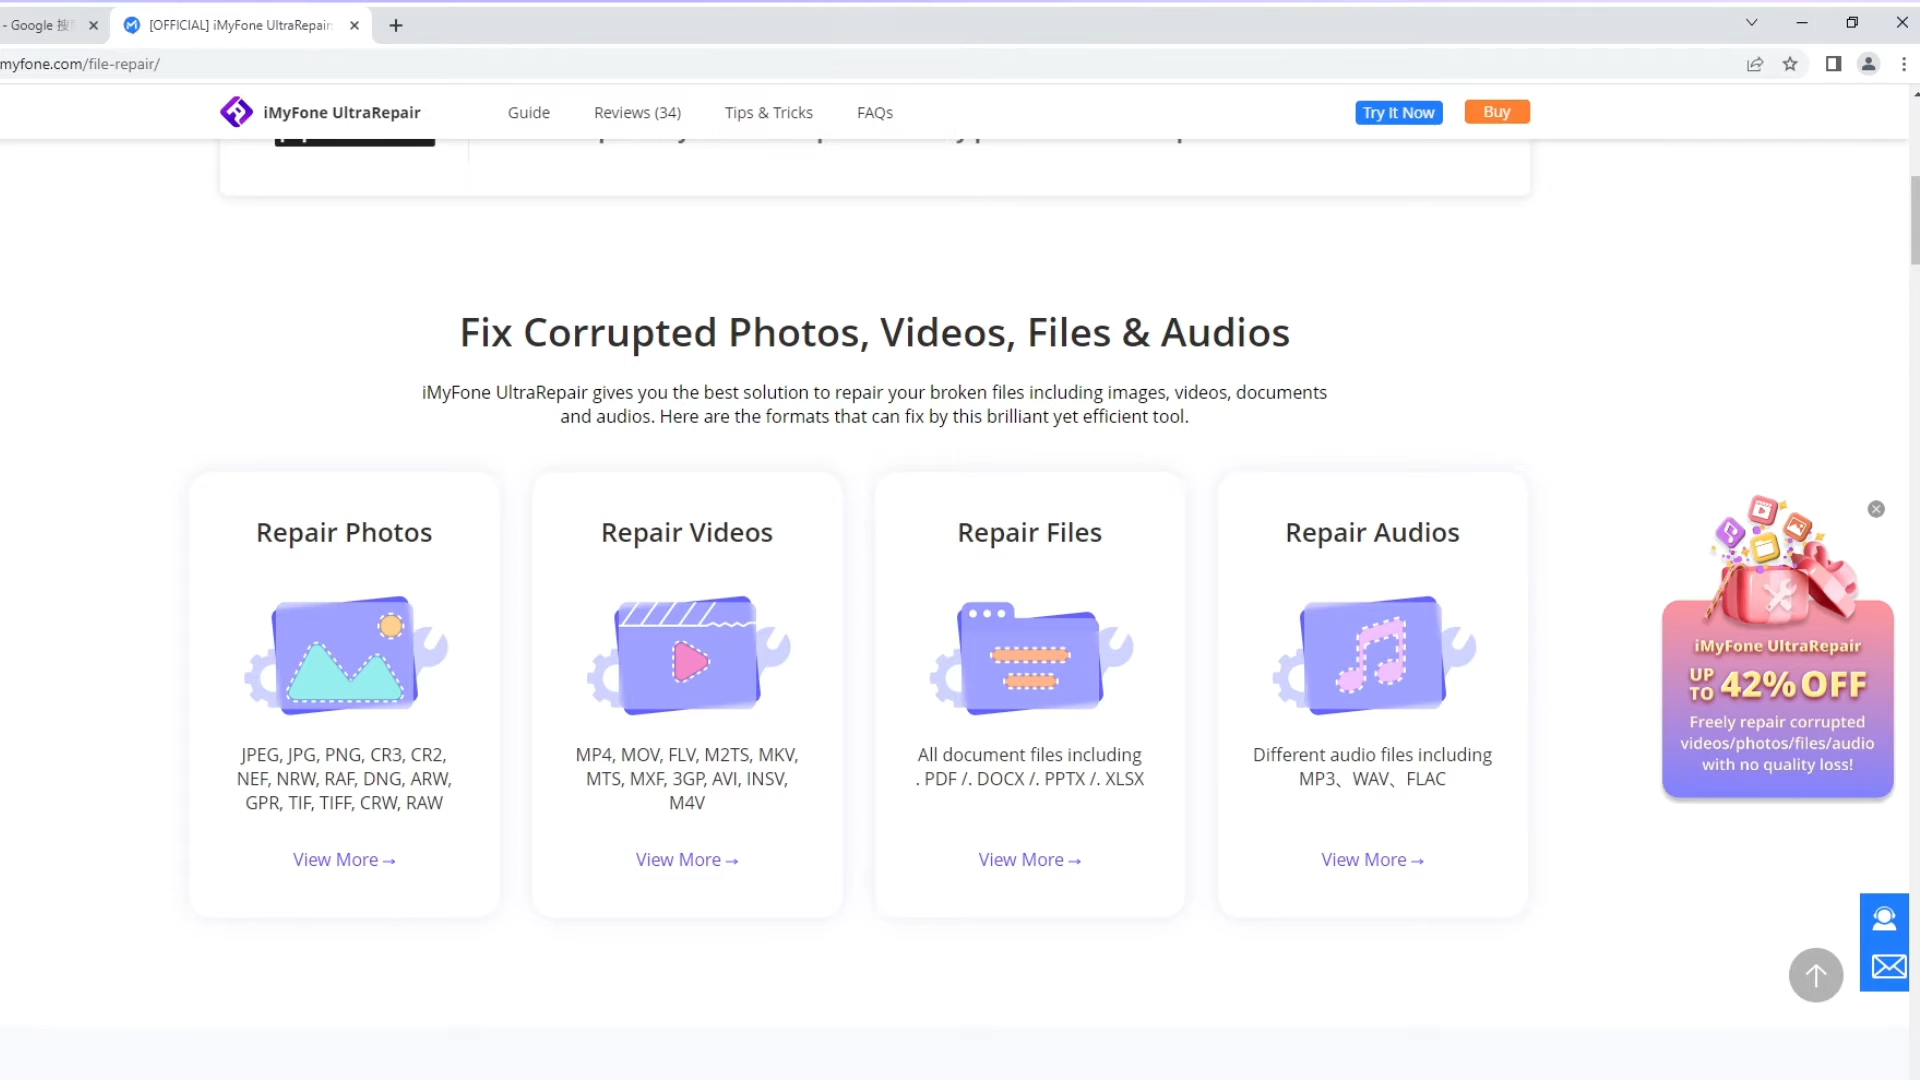 - Google 搜
[OFFICIAL] iMyFone UltraRepair
myfone.com/file-repair/
iMyFone UltraRepair
Guide
Reviews (34)
Tips & Tricks
FAQs
Try It Now
Buy
Fix Corrupted Photos, Videos, Files & Audios
iMyFone UltraRepair gives you the best solution to repair your broken files including images, videos, documents
and audios. Here are the formats that can fix by this brilliant yet efficient tool.
Repair Photos
JPEG, JPG, PNG, CR3, CR2,
NEF, NRW, RAF, DNG, ARW,
GPR, TIF, TIFF, CRW, RAW
View More→
Repair Videos
MP4, MOV, FLV, M2TS, MKV,
MTS, MXF, 3GP, AVI, INSV,
M4V
View More→
Repair Files
All document files including
. PDF /. DOCX /. PPTX /. XLSX
View More→
Repair Audios
Different audio files including
MP3、WAV、FLAC
View More→
iMyFone UltraRepair
UP TO 42% OFF
Freely repair corrupted
videos/photos/files/audio
with no quality loss!